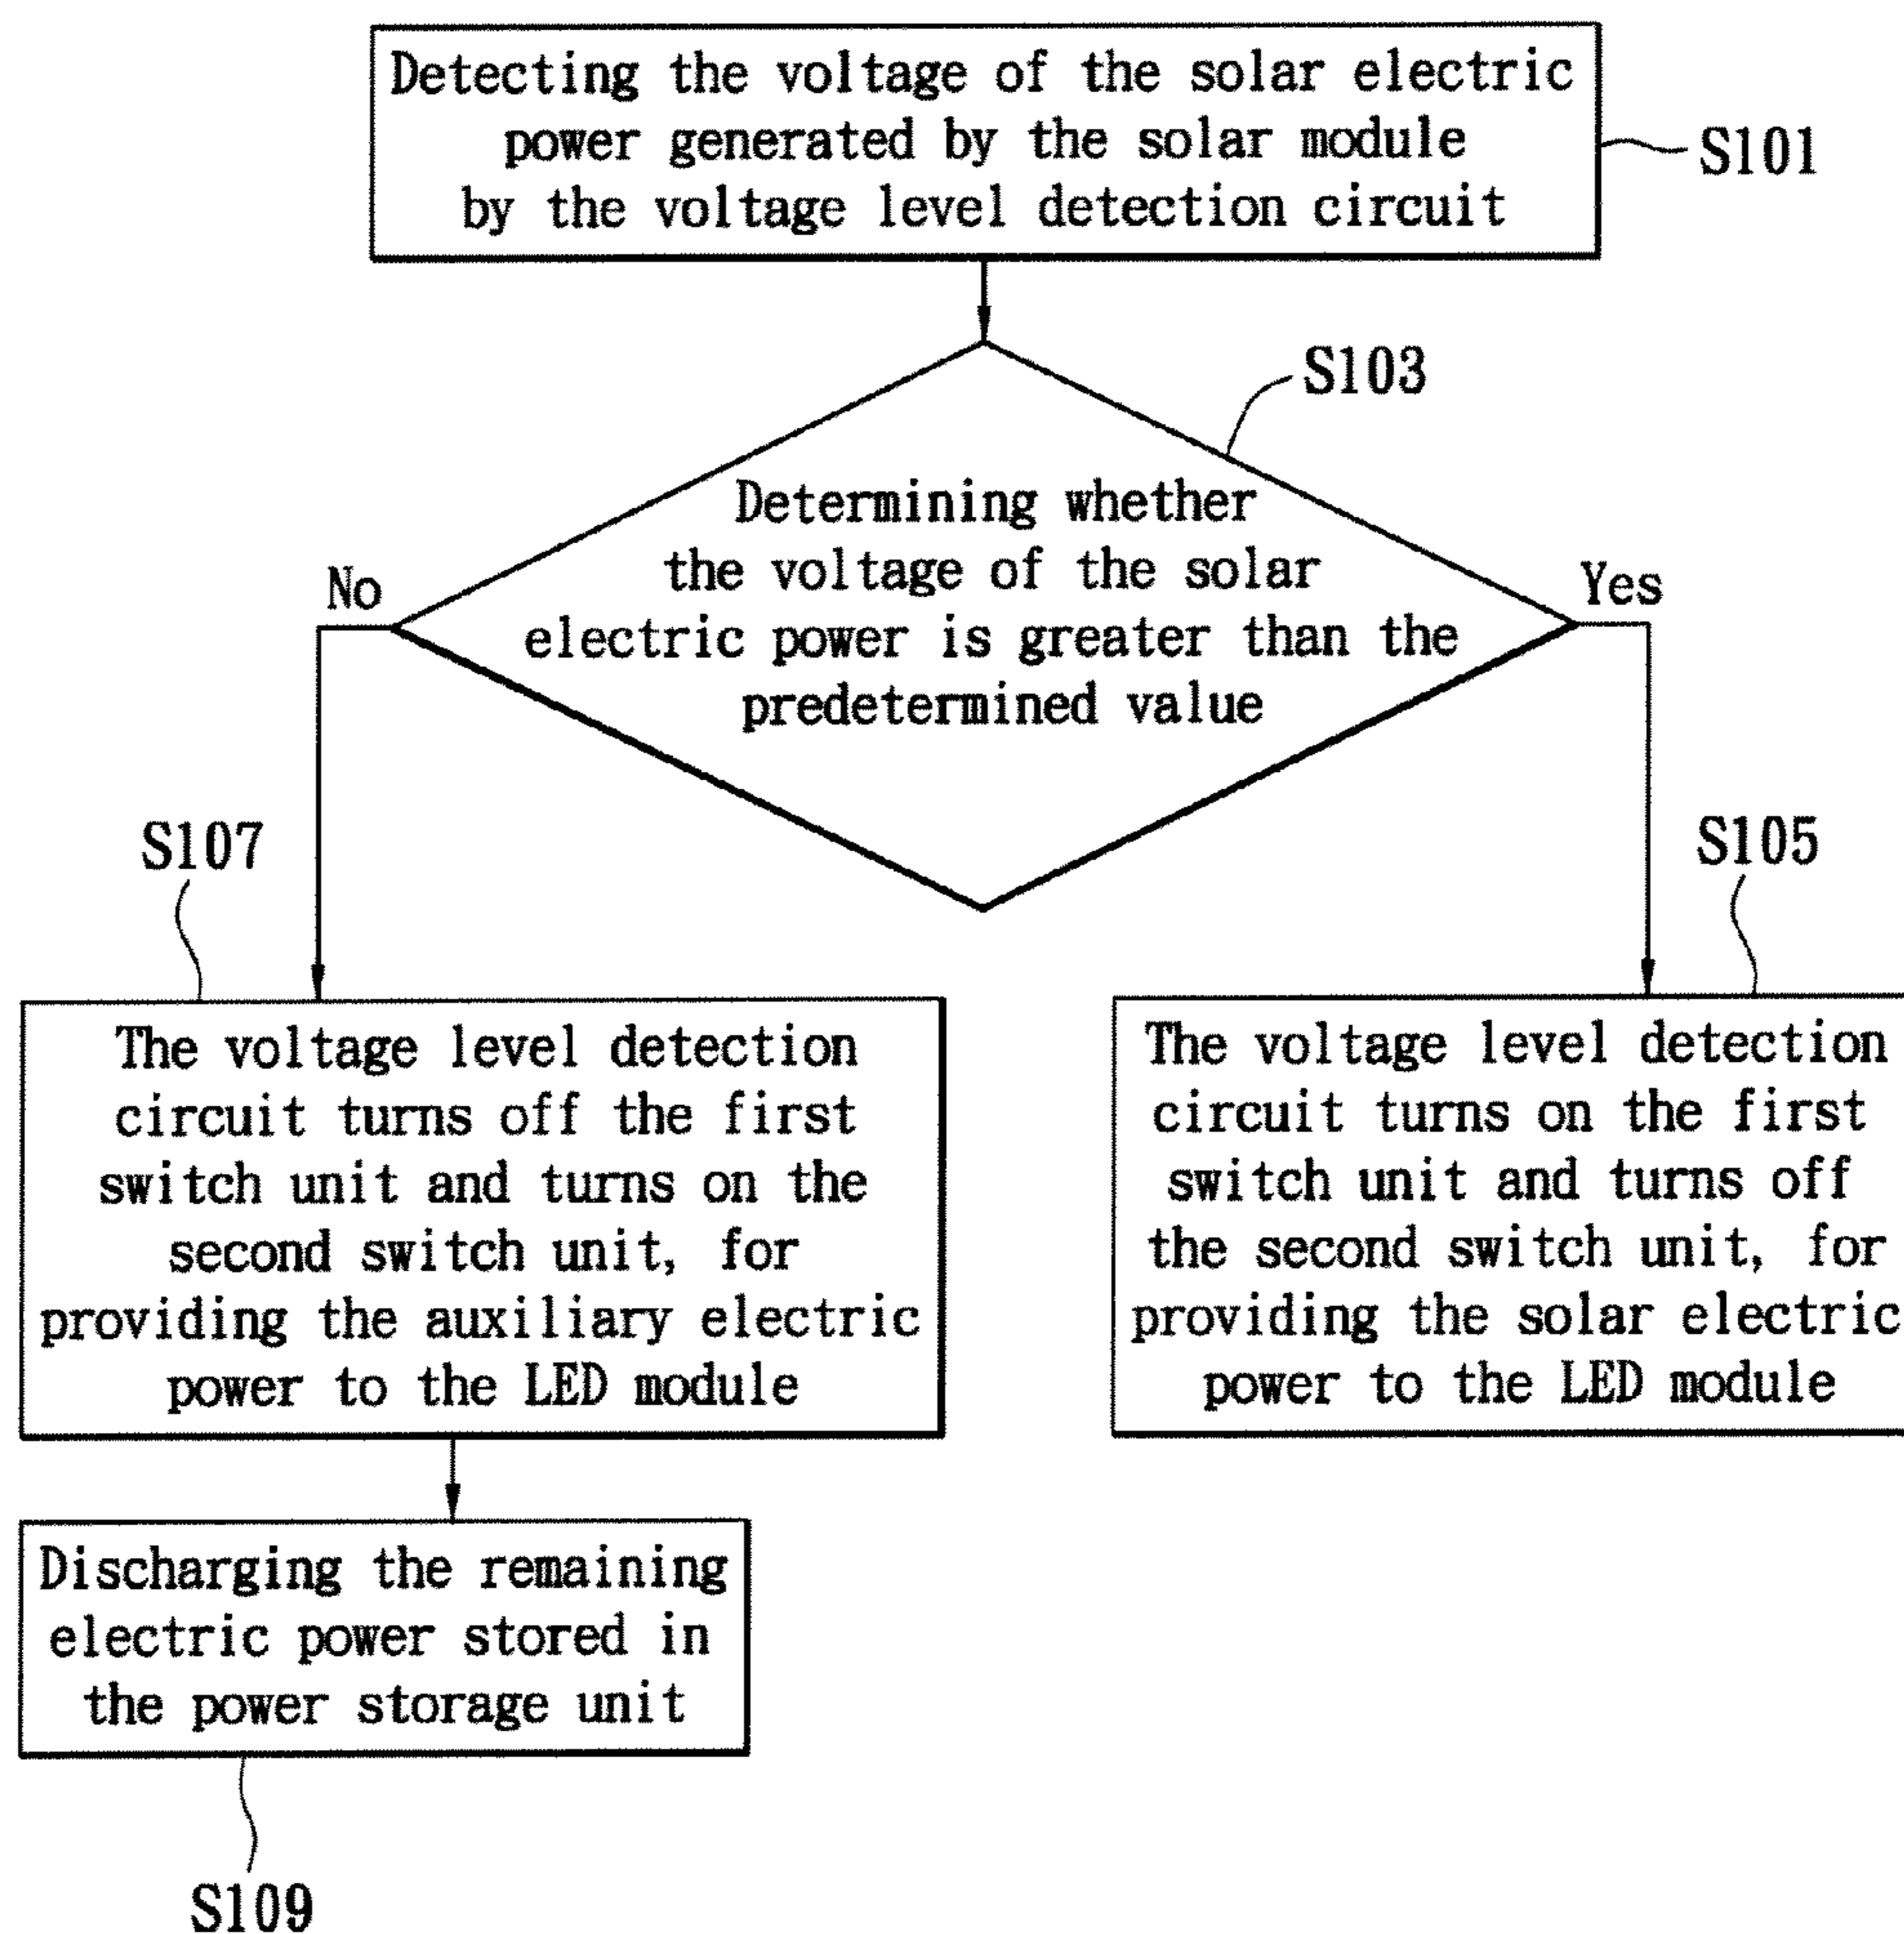 Detecting the voltage of the solar electric
power generated by the solar module
by the voltage level detection circuit
S101
S103
Determining whether
the voltage of the solar
electric power is greater than the
predetermined value
No
Yes
S107
S105
The voltage level detection
circuit turns off the first
switch unit and turns on the
second switch unit, for
providing the auxiliary electric
power to the LED module
The voltage level detection
circuit turns on the first
switch unit and turns off
the second switch unit, for
providing the solar electric
power to the LED module
Discharging the remaining
electric power stored in
the power storage unit
S109